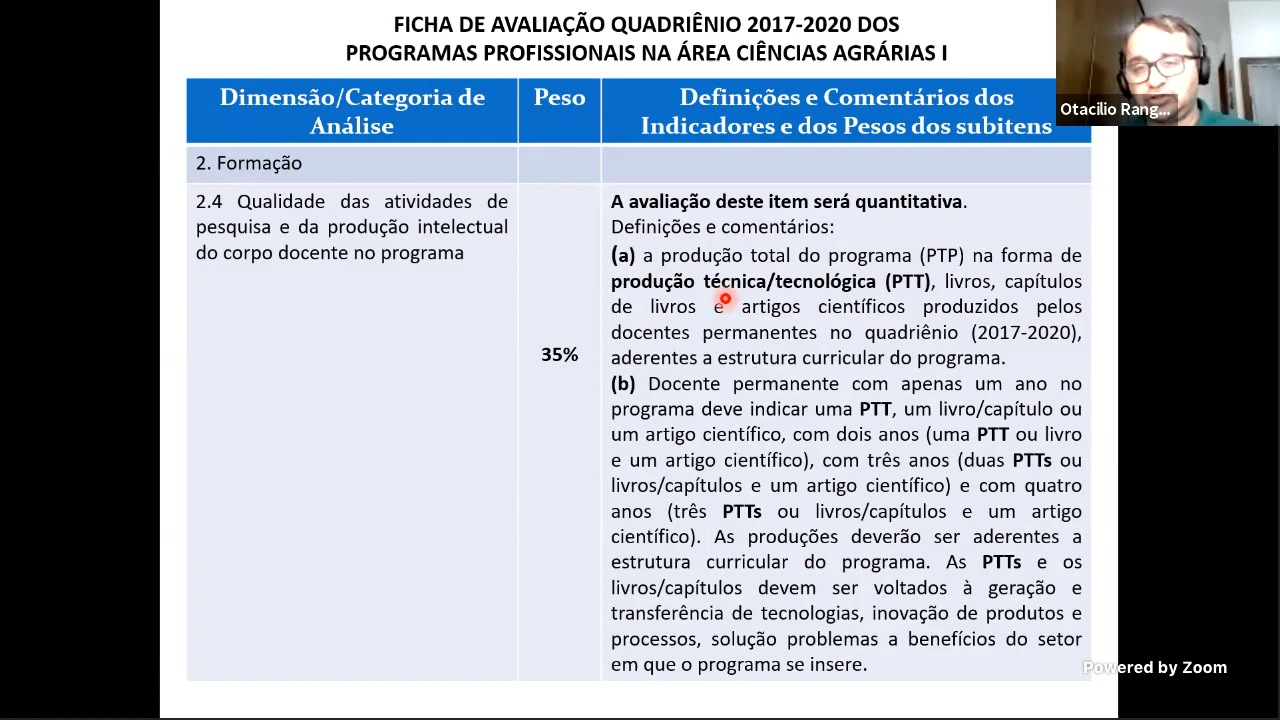 FICHA DE AVALIAÇÃO QUADRIÊNIO 2017-2020 DOS
PROGRAMAS PROFISSIONAIS NA ÁREA CIÊNCIAS AGRÁRIAS I
Otacilio Rang...
Dimensão/Categoria de
Análise
Peso
Definições e Comentários dos
Indicadores e dos Pesos dos subitens
2. Formação
2.4 Qualidade das atividades de
pesquisa e da produção intelectual
do corpo docente no programa
35%
A avaliação deste item será quantitativa.
Definições e comentários:
(a) a produção total do programa (PTP) na forma de
produção técnica/tecnológica (PTT), livros, capítulos
de livros e artigos científicos produzidos pelos
docentes permanentes no quadriênio (2017-2020),
aderentes a estrutura curricular do programa.
(b) Docente permanente com apenas um ano no
programa deve indicar uma PTT, um livro/capítulo ou
um artigo científico, com dois anos (uma PTT ou livro
e um artigo científico), com três anos (duas PTTs ou
livros/capítulos e um artigo científico) e com quatro
anos (três PTTs ou livros/capítulos e um artigo
científico). As produções deverão ser aderentes a
estrutura curricular do programa. As PTTs e os
livros/capítulos devem ser voltados à geração e
transferência de tecnologias, inovação de produtos e
processos, solução problemas a benefícios do setor
em que o programa se insere.
Powered by Zoom